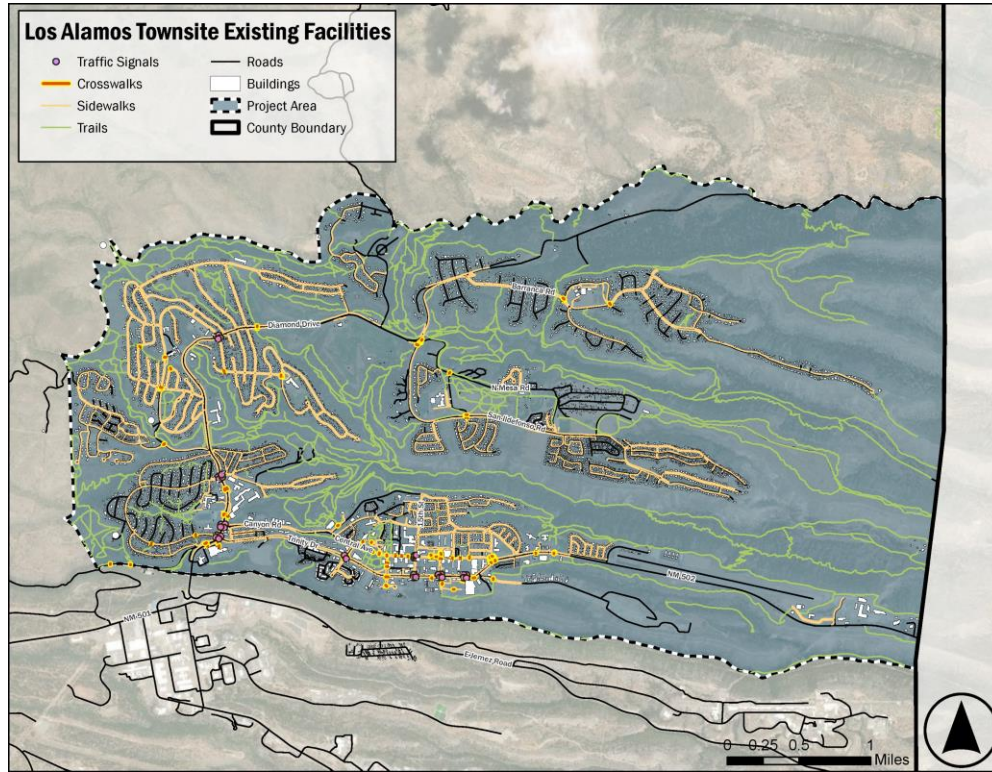 Los Alamos Townsite Existing Facilities
Traffic Signals
Crosswalks
Sidewalks
Trails
Roads
Buildings
Project Area
County Boundary
Barranca Rd
Diamond Drive
N Mesa Rd
San Ildefonso Rd
Canyon Rd
Trinity Dr
Central Ave
NM 502
NM 501
E Jemez Road
0 0.25 0.5 1
Miles